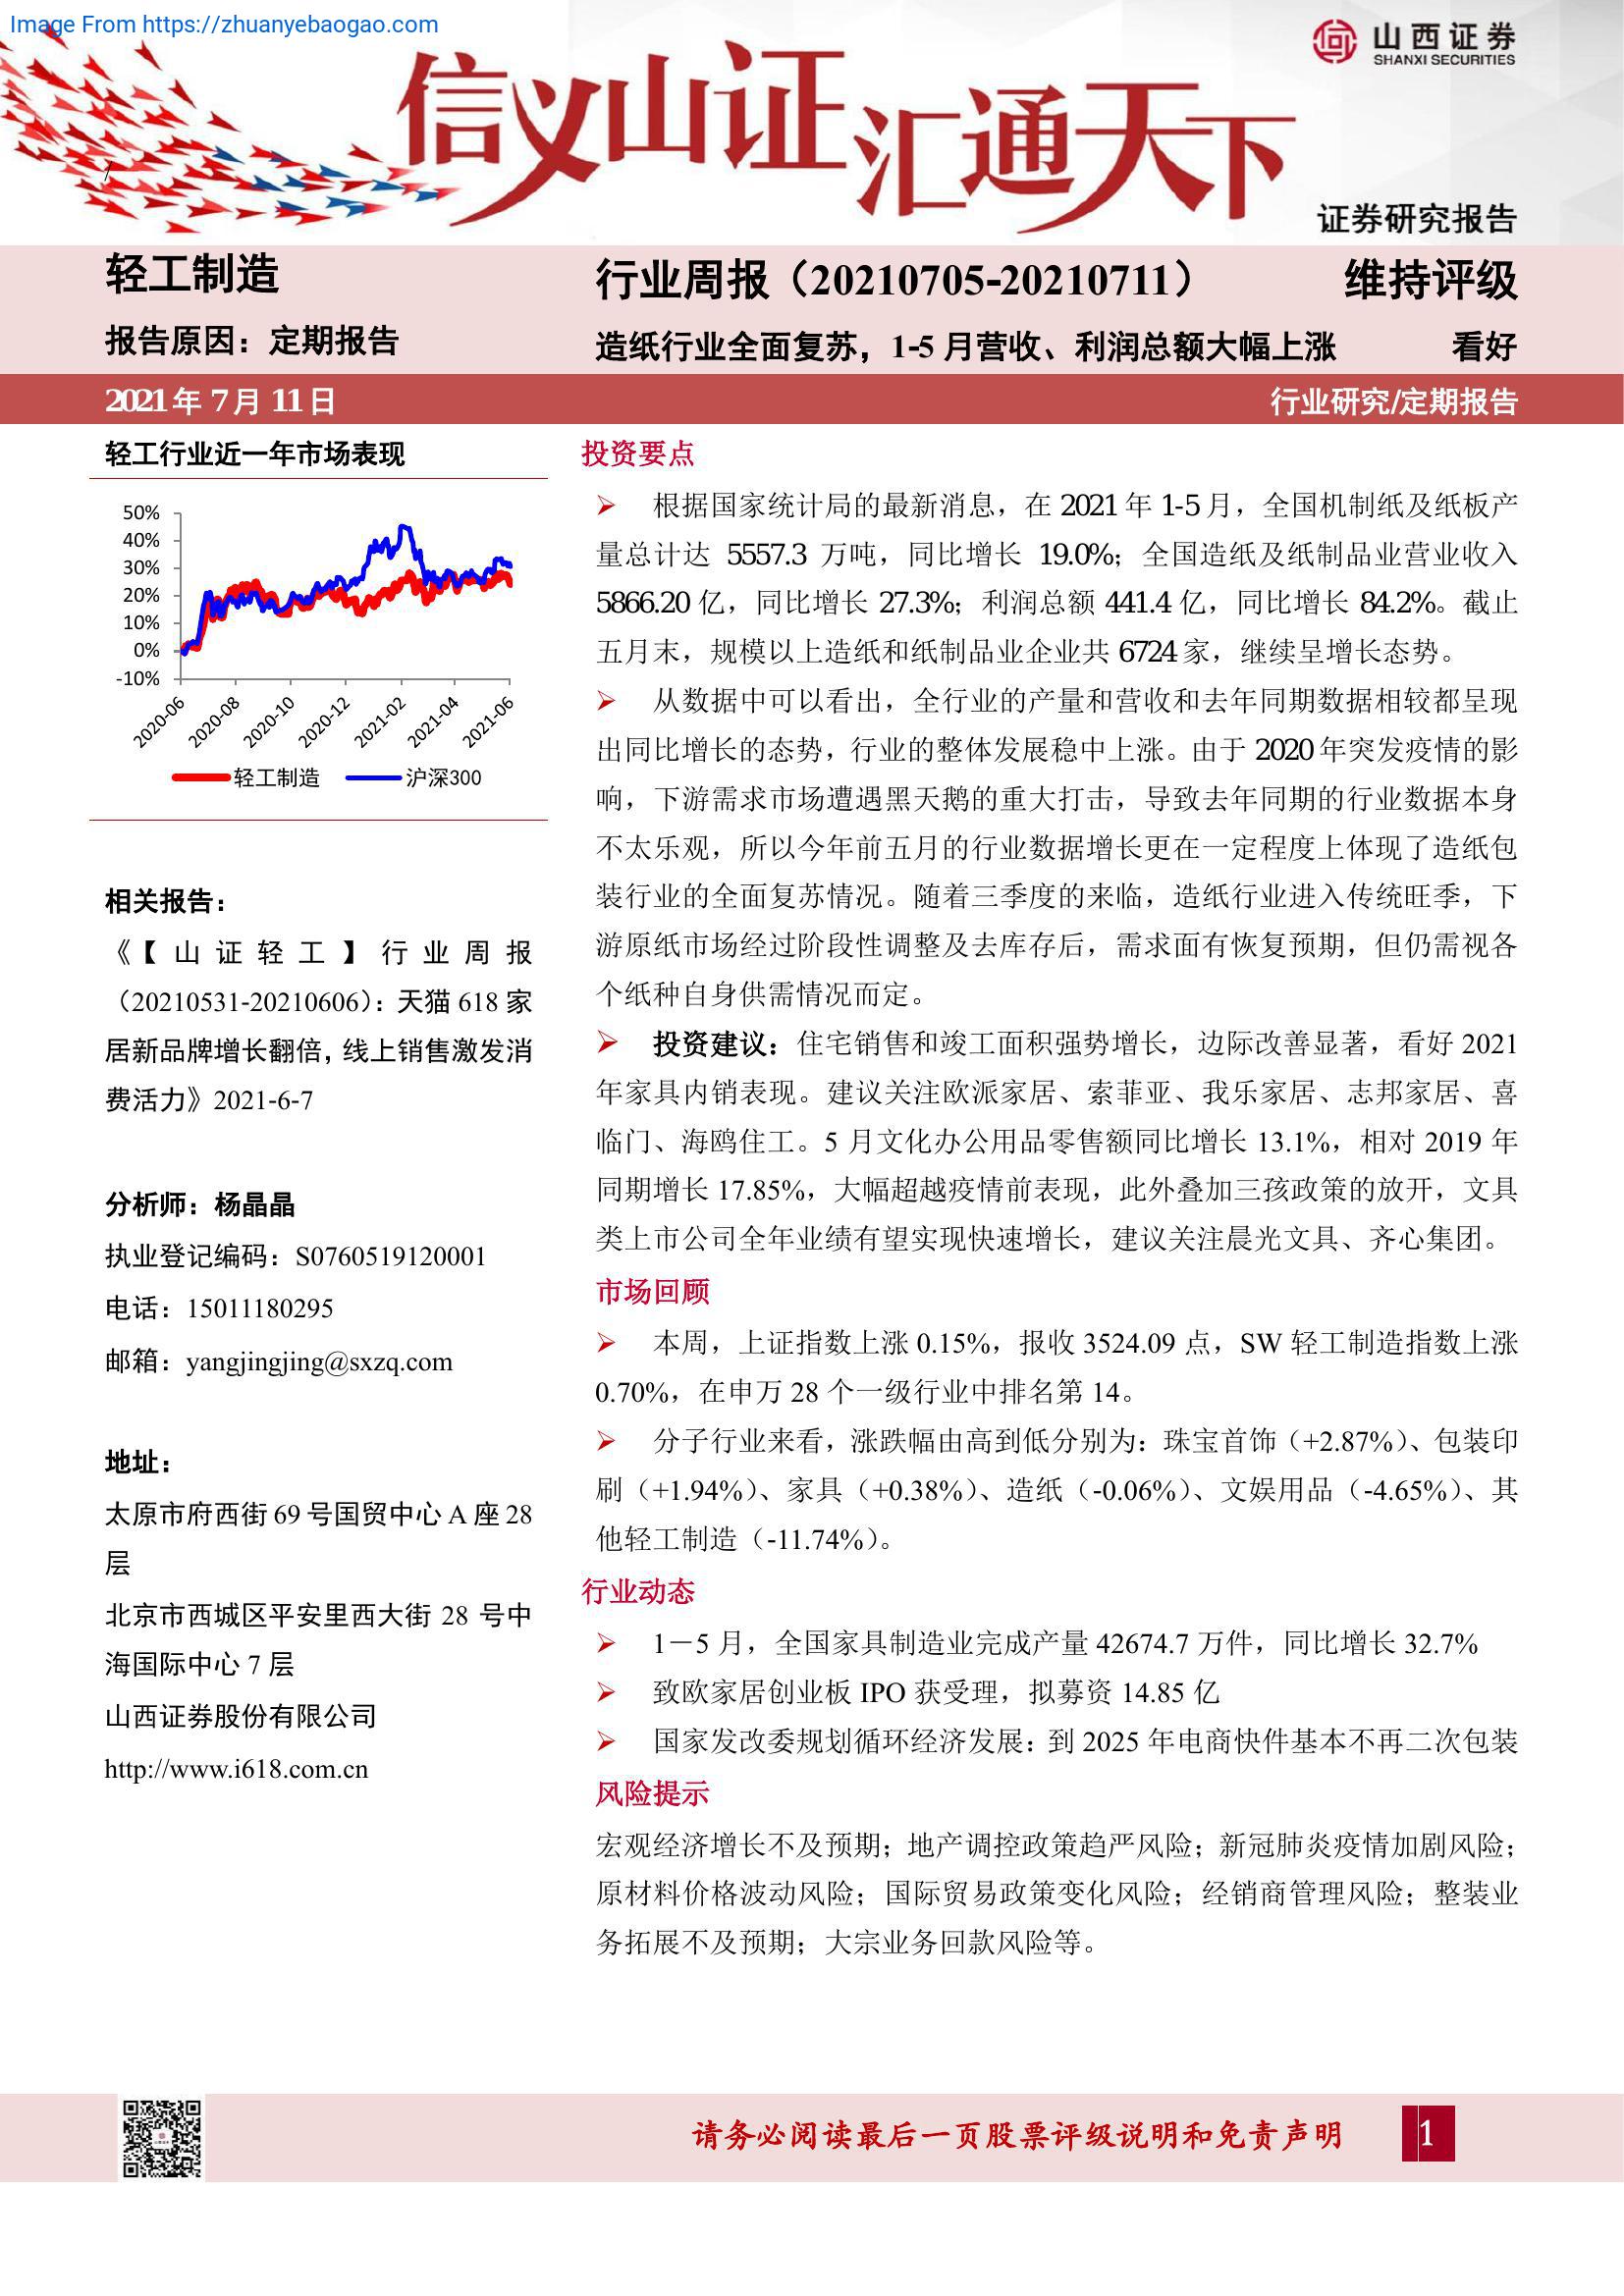 Image From https://zhuanyebaogao.com
山西证券
SHANXI SECURITIES
信义山证汇通天下
证券研究报告
轻工制造
报告原因：定期报告
行业周报（20210705-20210711）
维持评级
造纸行业全面复苏，1-5 月营收、利润总额大幅上涨
看好
2021 年 7 月 11 日
行业研究/定期报告
轻工行业近一年市场表现
50%
40%
30%
20%
10%
0%
-10%
2020-06
2020-08
2020-10
2020-12
2021-02
2021-04
2021-06
轻工制造
沪深300
相关报告：
《【山证轻工】行业周报
（20210531-20210606）：天猫 618 家
居新品牌增长翻倍，线上销售激发消
费活力》2021-6-7
分析师：杨晶晶
执业登记编码：S0760519120001
电话：15011180295
邮箱：yangjingjing@sxzq.com
地址：
太原市府西街 69 号国贸中心 A 座 28
层
北京市西城区平安里西大街 28 号中
海国际中心 7 层
山西证券股份有限公司
http://www.i618.com.cn
投资要点
➢ 根据国家统计局的最新消息，在 2021 年 1-5 月，全国机制纸及纸板产
量总计达 5557.3 万吨，同比增长 19.0%；全国造纸及纸制品业营业收入
5866.20 亿，同比增长 27.3%；利润总额 441.4 亿，同比增长 84.2%。截止
五月末，规模以上造纸和纸制品业企业共 6724 家，继续呈增长态势。
➢ 从数据中可以看出，全行业的产量和营收和去年同期数据相较都呈现
出同比增长的态势，行业的整体发展稳中上涨。由于 2020 年突发疫情的影
响，下游需求市场遭遇黑天鹅的重大打击，导致去年同期的行业数据本身
不太乐观，所以今年前五月的行业数据增长更在一定程度上体现了造纸包
装行业的全面复苏情况。随着三季度的来临，造纸行业进入传统旺季，下
游原纸市场经过阶段性调整及去库存后，需求面有恢复预期，但仍需视各
个纸种自身供需情况而定。
➢ 投资建议：住宅销售和竣工面积强势增长，边际改善显著，看好 2021
年家具内销表现。建议关注欧派家居、索菲亚、我乐家居、志邦家居、喜
临门、海鸥住工。5 月文化办公用品零售额同比增长 13.1%，相对 2019 年
同期增长 17.85%，大幅超越疫情前表现，此外叠加三孩政策的放开，文具
类上市公司全年业绩有望实现快速增长，建议关注晨光文具、齐心集团。
市场回顾
➢ 本周，上证指数上涨 0.15%，报收 3524.09 点，SW 轻工制造指数上涨
0.70%，在申万 28 个一级行业中排名第 14。
➢ 分子行业来看，涨跌幅由高到低分别为：珠宝首饰（+2.87%）、包装印
刷（+1.94%）、家具（+0.38%）、造纸（-0.06%）、文娱用品（-4.65%）、其
他轻工制造（-11.74%）。
行业动态
➢ 1－5 月，全国家具制造业完成产量 42674.7 万件，同比增长 32.7%
➢ 致欧家居创业板 IPO 获受理，拟募资 14.85 亿
➢ 国家发改委规划循环经济发展：到 2025 年电商快件基本不再二次包装
风险提示
宏观经济增长不及预期；地产调控政策趋严风险；新冠肺炎疫情加剧风险；
原材料价格波动风险；国际贸易政策变化风险；经销商管理风险；整装业
务拓展不及预期；大宗业务回款风险等。
请务必阅读最后一页股票评级说明和免责声明
1